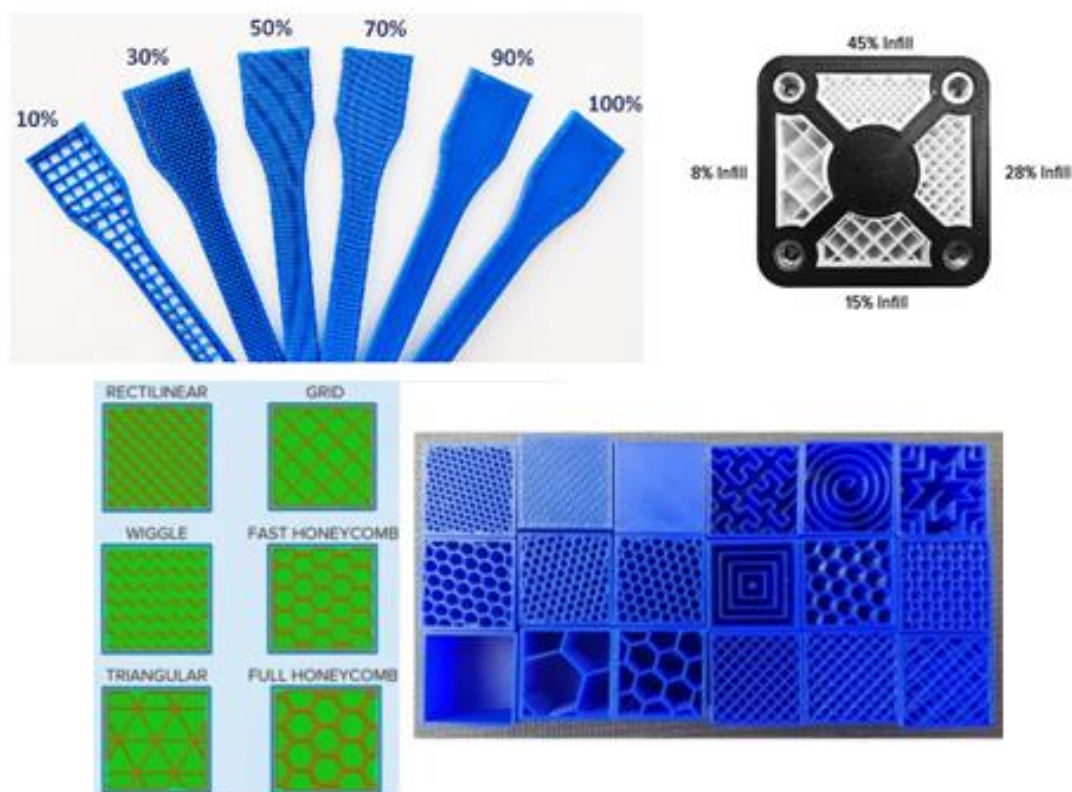 10%
30%
50%
70%
90%
100%
45% Infill
8% Infill
28% Infill
15% Infill
RECTILINEAR
GRID
WIGGLE
FAST HONEYCOMB
TRIANGULAR
FULL HONEYCOMB